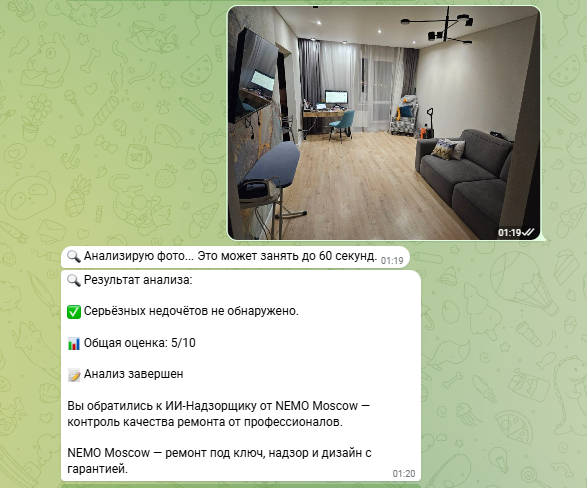 01:19
🔍 Анализирую фото... Это может занять до 60 секунд. 01:19
🔍 Результат анализа:
✅ Серьёзных недочётов не обнаружено.
📊 Общая оценка: 5/10
📝 Анализ завершен
Вы обратились к ИИ-Надзорщику от NEMO Moscow —
контроль качества ремонта от профессионалов.
NEMO Moscow — ремонт под ключ, надзор и дизайн с
гарантией.
01:20